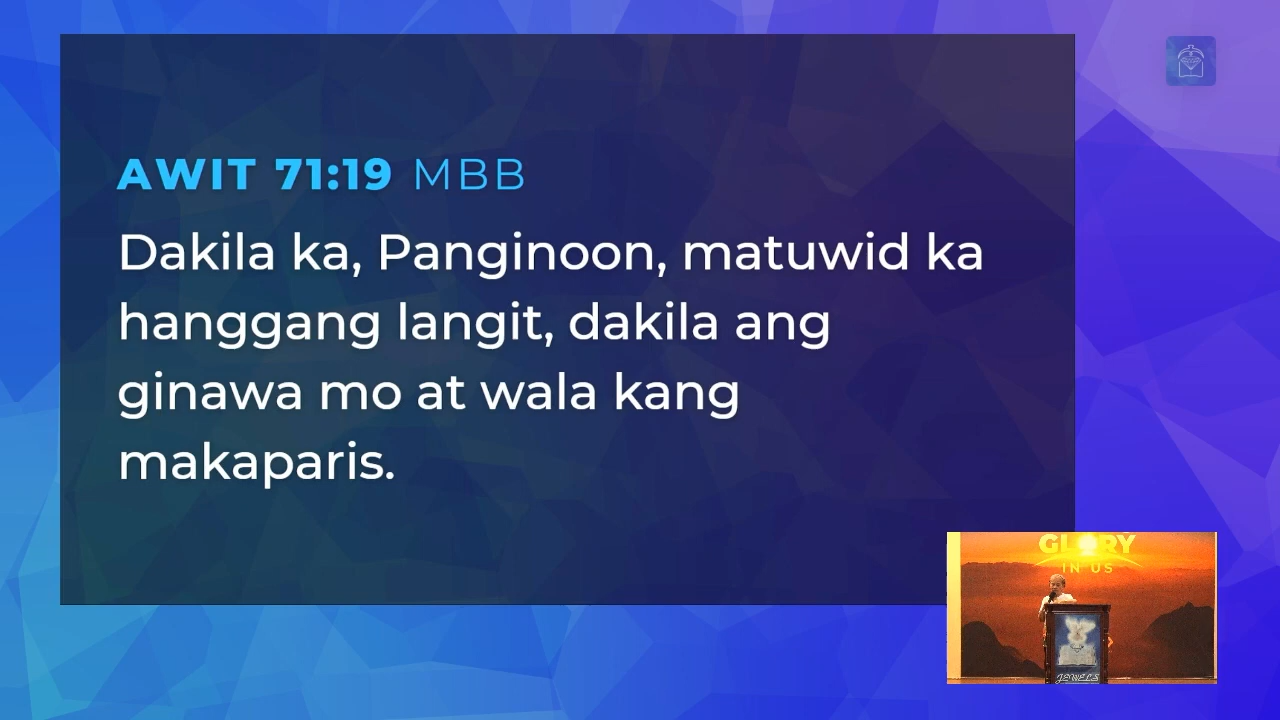 AWIT 71:19 MBB
Dakila ka, Panginoon, matuwid ka
hanggang langit, dakila ang
ginawa mo at wala kang
makaparis.
GLORY
IN US
JEWELS